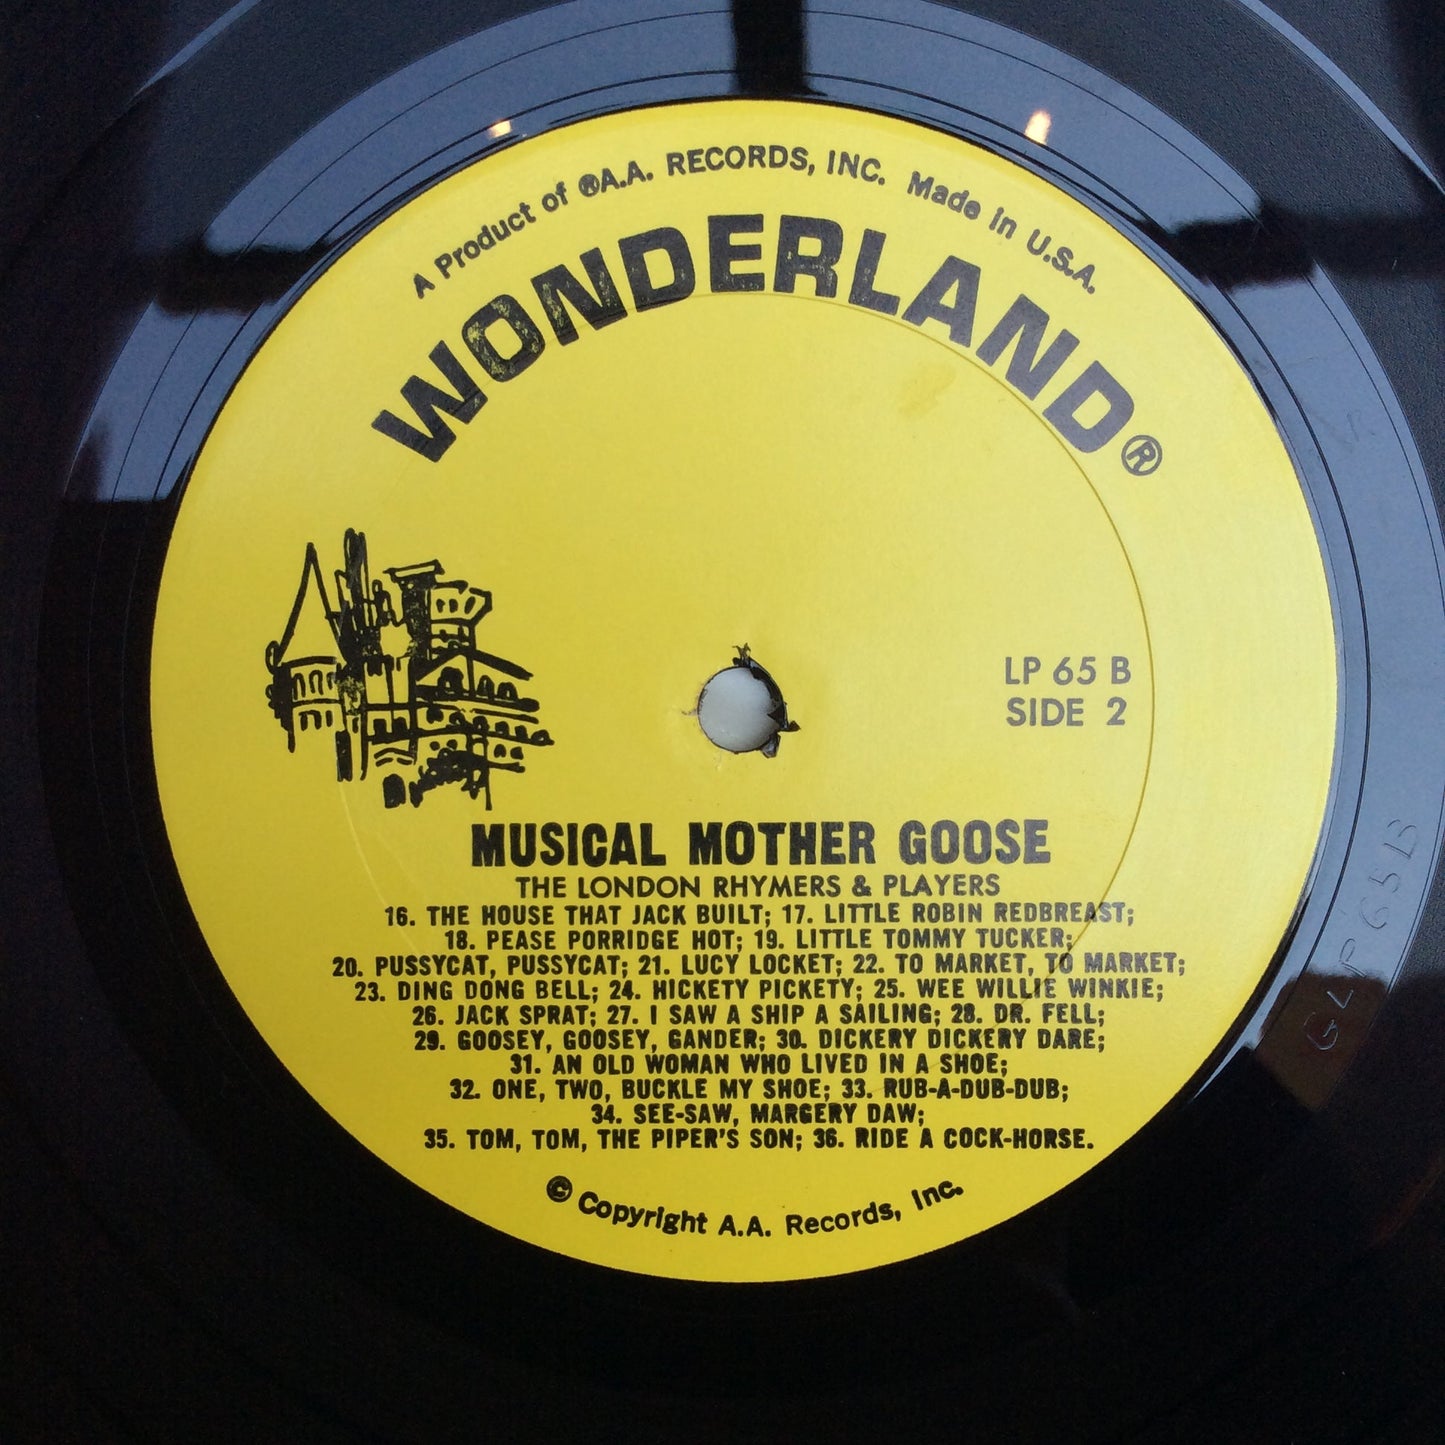 A Product of ®A.A. RECORDS, INC. Made in U.S.A.
WONDERLAND®
LP 65 B
SIDE 2
MUSICAL MOTHER GOOSE
THE LONDON RHYMERS & PLAYERS
16. THE HOUSE THAT JACK BUILT; 17. LITTLE ROBIN REDBREAST;
18. PEASE PORRIDGE HOT; 19. LITTLE TOMMY TUCKER;
20. PUSSYCAT, PUSSYCAT; 21. LUCY LOCKET; 22. TO MARKET, TO MARKET;
23. DING DONG BELL; 24. HICKETY PICKETY; 25. WEE WILLIE WINKIE;
26. JACK SPRAT; 27. I SAW A SHIP A SAILING; 28. DR. FELL;
29. GOOSEY, GOOSEY, GANDER; 30. DICKERY DICKERY DARE;
31. AN OLD WOMAN WHO LIVED IN A SHOE;
32. ONE, TWO, BUCKLE MY SHOE; 33. RUB-A-DUB-DUB;
34. SEE-SAW, MARGERY DAW;
35. TOM, TOM, THE PIPER'S SON; 36. RIDE A COCK-HORSE.
© Copyright A.A. Records, Inc.
GLP 65B